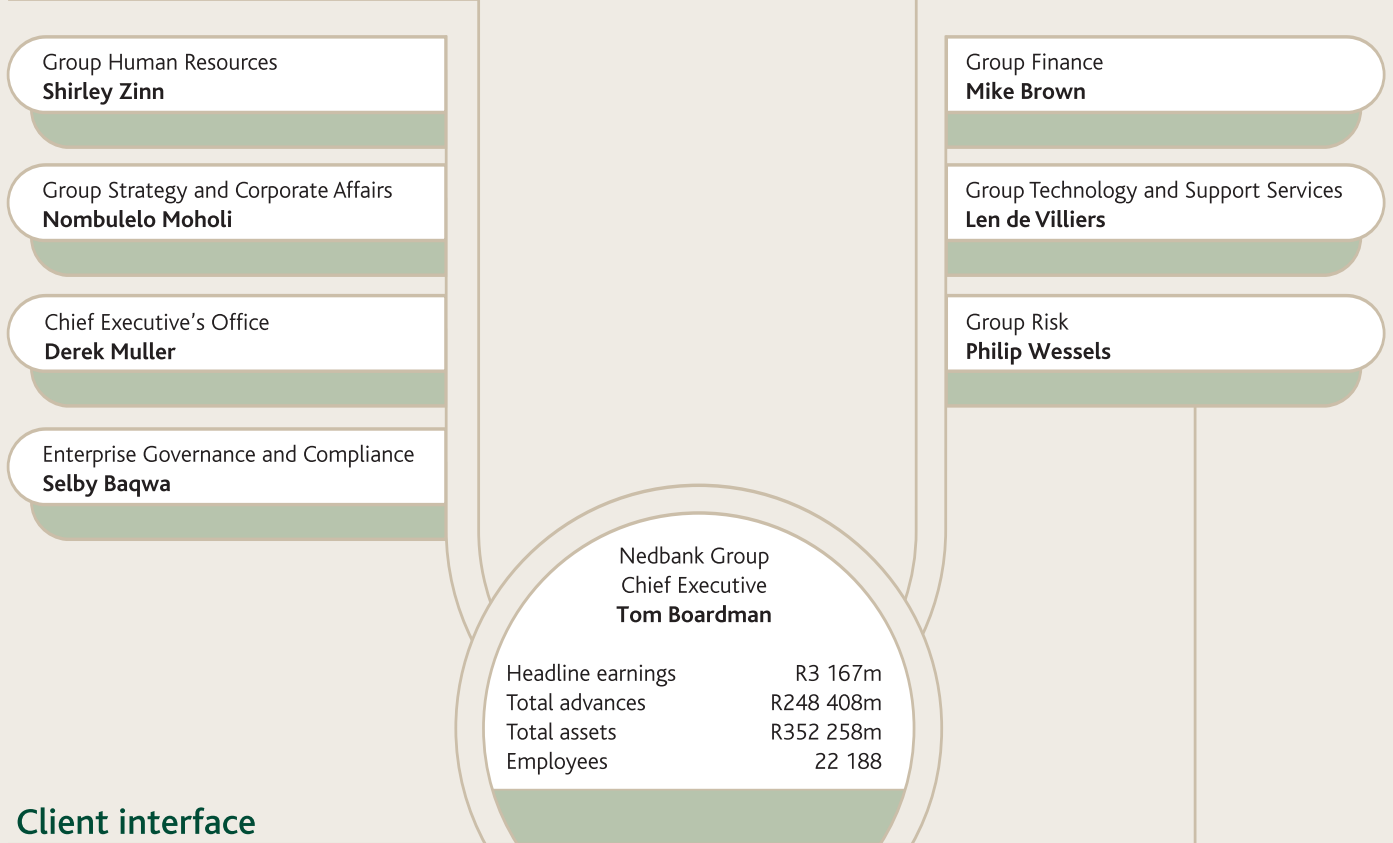 Group Human Resources
Shirley Zinn
Group Strategy and Corporate Affairs
Nombulelo Moholi
Chief Executive’s Office
Derek Muller
Enterprise Governance and Compliance
Selby Baqwa
Group Finance
Mike Brown
Group Technology and Support Services
Len de Villiers
Group Risk
Philip Wessels
Nedbank Group
Chief Executive
Tom Boardman
Headline earnings R3 167m
Total advances R248 408m
Total assets R352 258m
Employees 22 188
Client interface